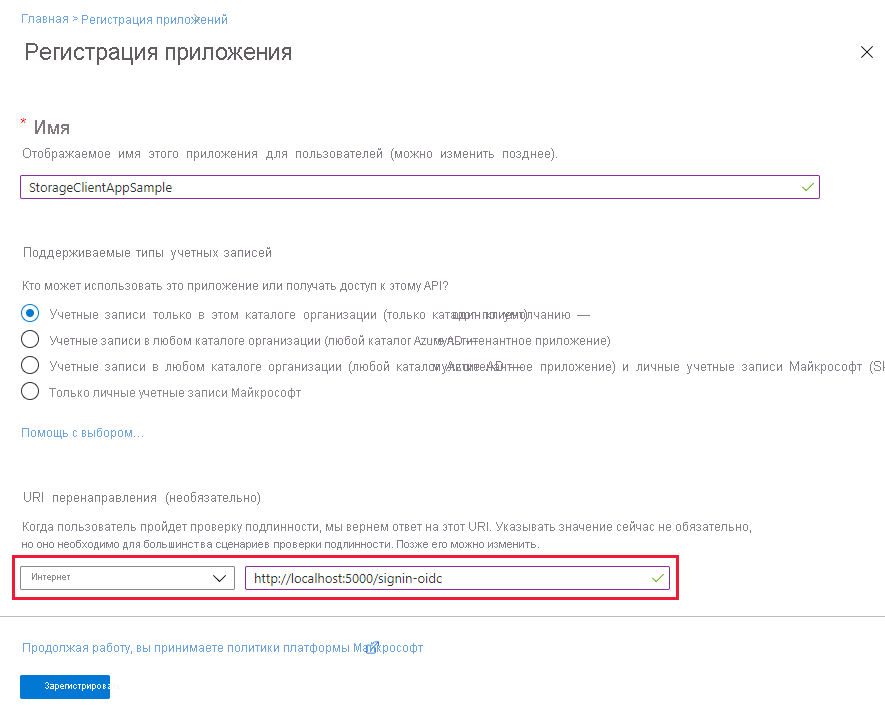 Главная > Регистрация приложений
Регистрация приложения
* Имя
Отображаемое имя этого приложения для пользователей (можно изменить позднее).
StorageClientAppSample
Поддерживаемые типы учетных записей
Кто может использовать это приложение или получать доступ к этому API?
Учетные записи только в этом каталоге организации (только каталог по умолчанию —
Учетные записи в любом каталоге организации (любой каталог Azure AD — мультитенантное приложение)
Учетные записи в любом каталоге организации (любой каталог Azure AD — мультитенантное приложение) и личные учетные записи Майкрософт (Sk
Только личные учетные записи Майкрософт
Помощь с выбором...
URI перенаправления (необязательно)
Когда пользователь пройдет проверку подлинности, мы вернем ответ на этот URI. Указывать значение сейчас не обязательно,
но оно необходимо для большинства сценариев проверки подлинности. Позже его можно изменить.
Интернет
http://localhost:5000/signin-oidc
Продолжая работу, вы принимаете политики платформы Майкрософт
Зарегистрирова